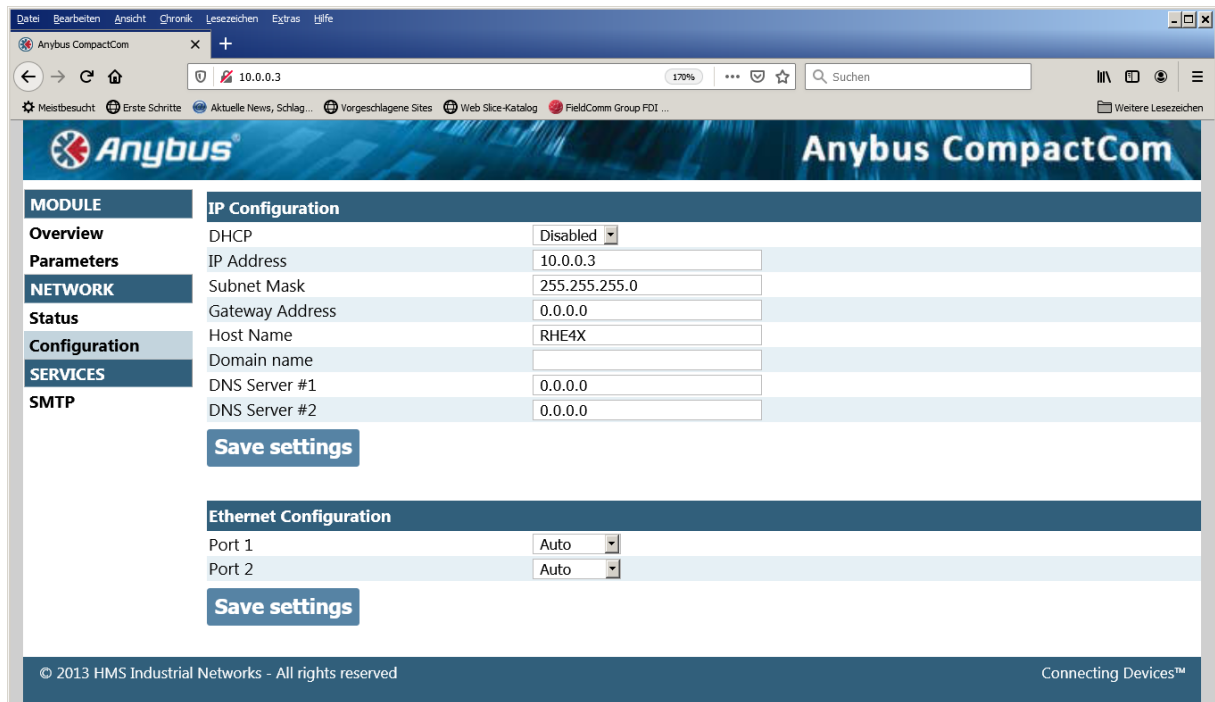 Datei Bearbeiten Ansicht Chronik Lesezeichen Extras Hilfe
Anybus CompactCom
10.0.0.3 170% Suchen
Meistbesucht Erste Schritte Aktuelle News, Schlag... Vorgeschlagene Sites Web Slice-Katalog FieldComm Group FDI ... Weitere Lesezeichen
Anybus® Anybus CompactCom
MODULE
Overview
Parameters
NETWORK
Status
Configuration
SERVICES
SMTP
IP Configuration
DHCP Disabled
IP Address 10.0.0.3
Subnet Mask 255.255.255.0
Gateway Address 0.0.0.0
Host Name RHE4X
Domain name
DNS Server #1 0.0.0.0
DNS Server #2 0.0.0.0
Save settings
Ethernet Configuration
Port 1 Auto
Port 2 Auto
Save settings
© 2013 HMS Industrial Networks - All rights reserved Connecting Devices™